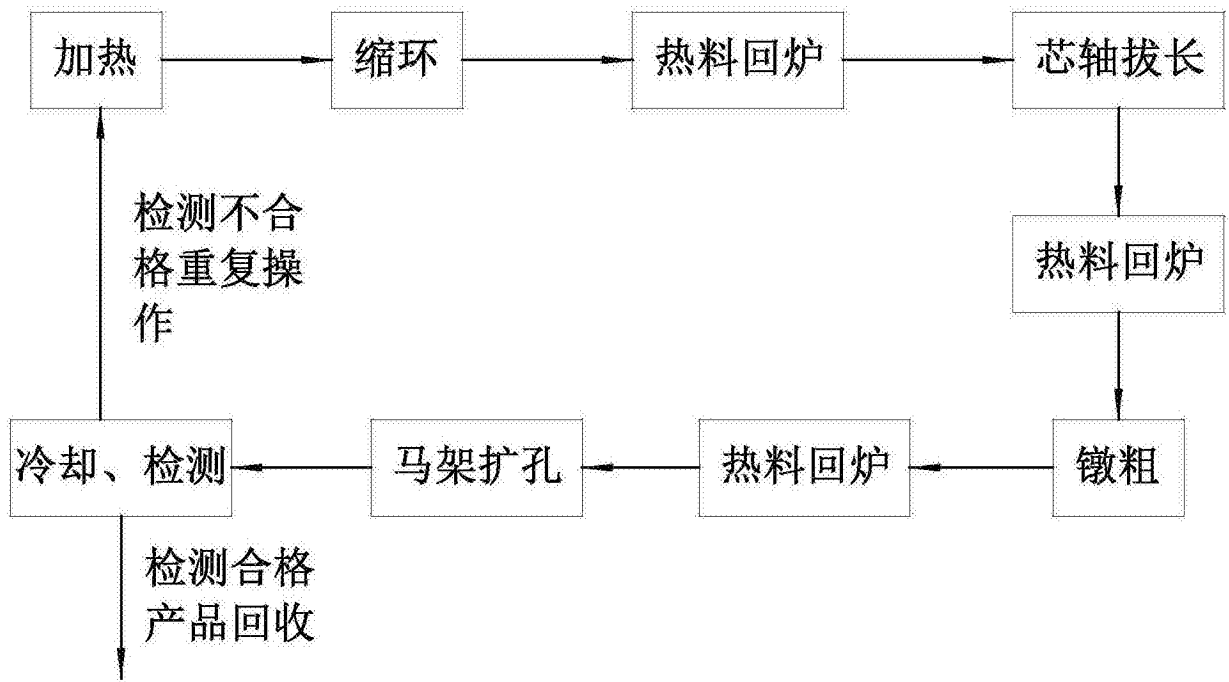 加热
缩环
热料回炉
芯轴拔长
检测不合
格重复操
作
热料回炉
冷却、检测
马架扩孔
热料回炉
镦粗
检测合格
产品回收